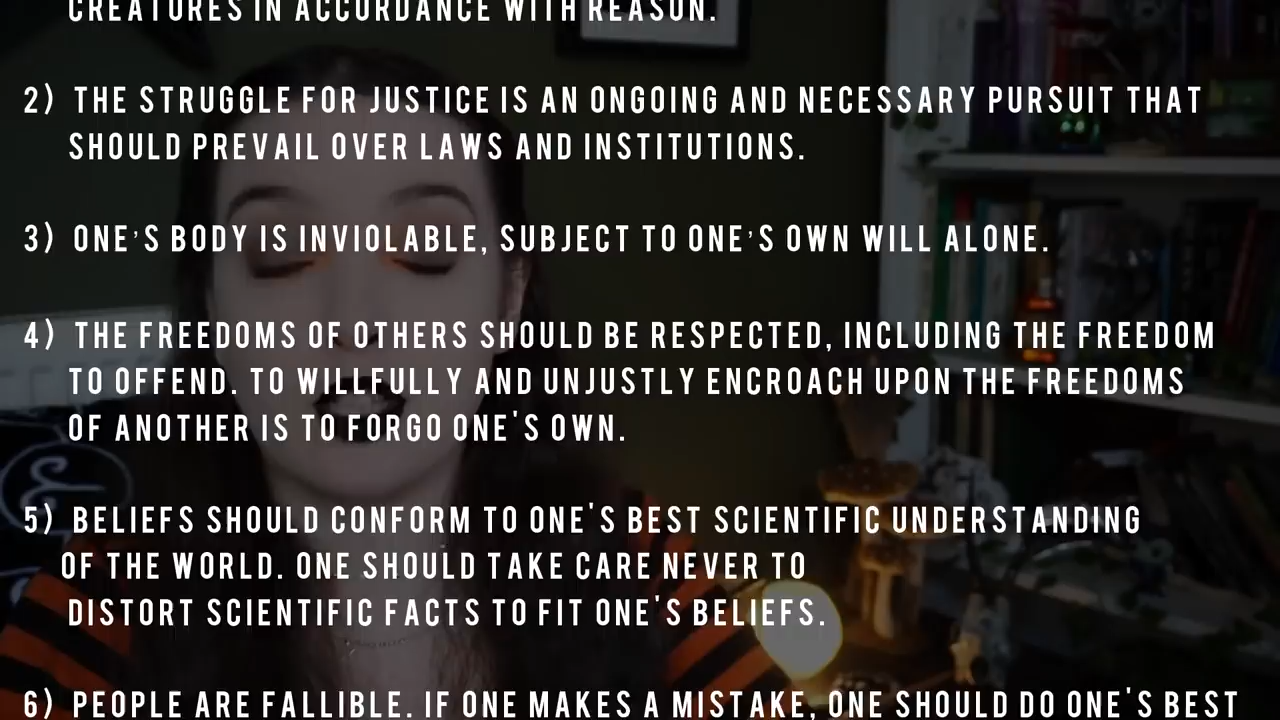 CREATURES IN ACCORDANCE WITH REASON.
2) THE STRUGGLE FOR JUSTICE IS AN ONGOING AND NECESSARY PURSUIT THAT
SHOULD PREVAIL OVER LAWS AND INSTITUTIONS.
3) ONE'S BODY IS INVIOLABLE, SUBJECT TO ONE'S OWN WILL ALONE.
4) THE FREEDOMS OF OTHERS SHOULD BE RESPECTED, INCLUDING THE FREEDOM
TO OFFEND. TO WILLFULLY AND UNJUSTLY ENCROACH UPON THE FREEDOMS
OF ANOTHER IS TO FORGO ONE'S OWN.
5) BELIEFS SHOULD CONFORM TO ONE'S BEST SCIENTIFIC UNDERSTANDING
OF THE WORLD. ONE SHOULD TAKE CARE NEVER TO
DISTORT SCIENTIFIC FACTS TO FIT ONE'S BELIEFS.
6) PEOPLE ARE FALLIBLE. IF ONE MAKES A MISTAKE, ONE SHOULD DO ONE'S BEST